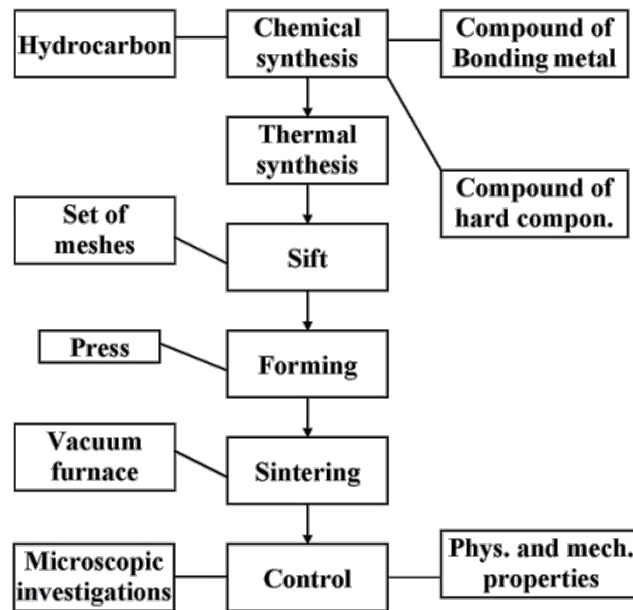 Hydrocarbon
Chemical
synthesis
Compound of
Bonding metal
Thermal
synthesis
Compound of
hard compon.
Set of
meshes
Sift
Press
Forming
Vacuum
furnace
Sintering
Microscopic
investigations
Control
Phys. and mech.
properties